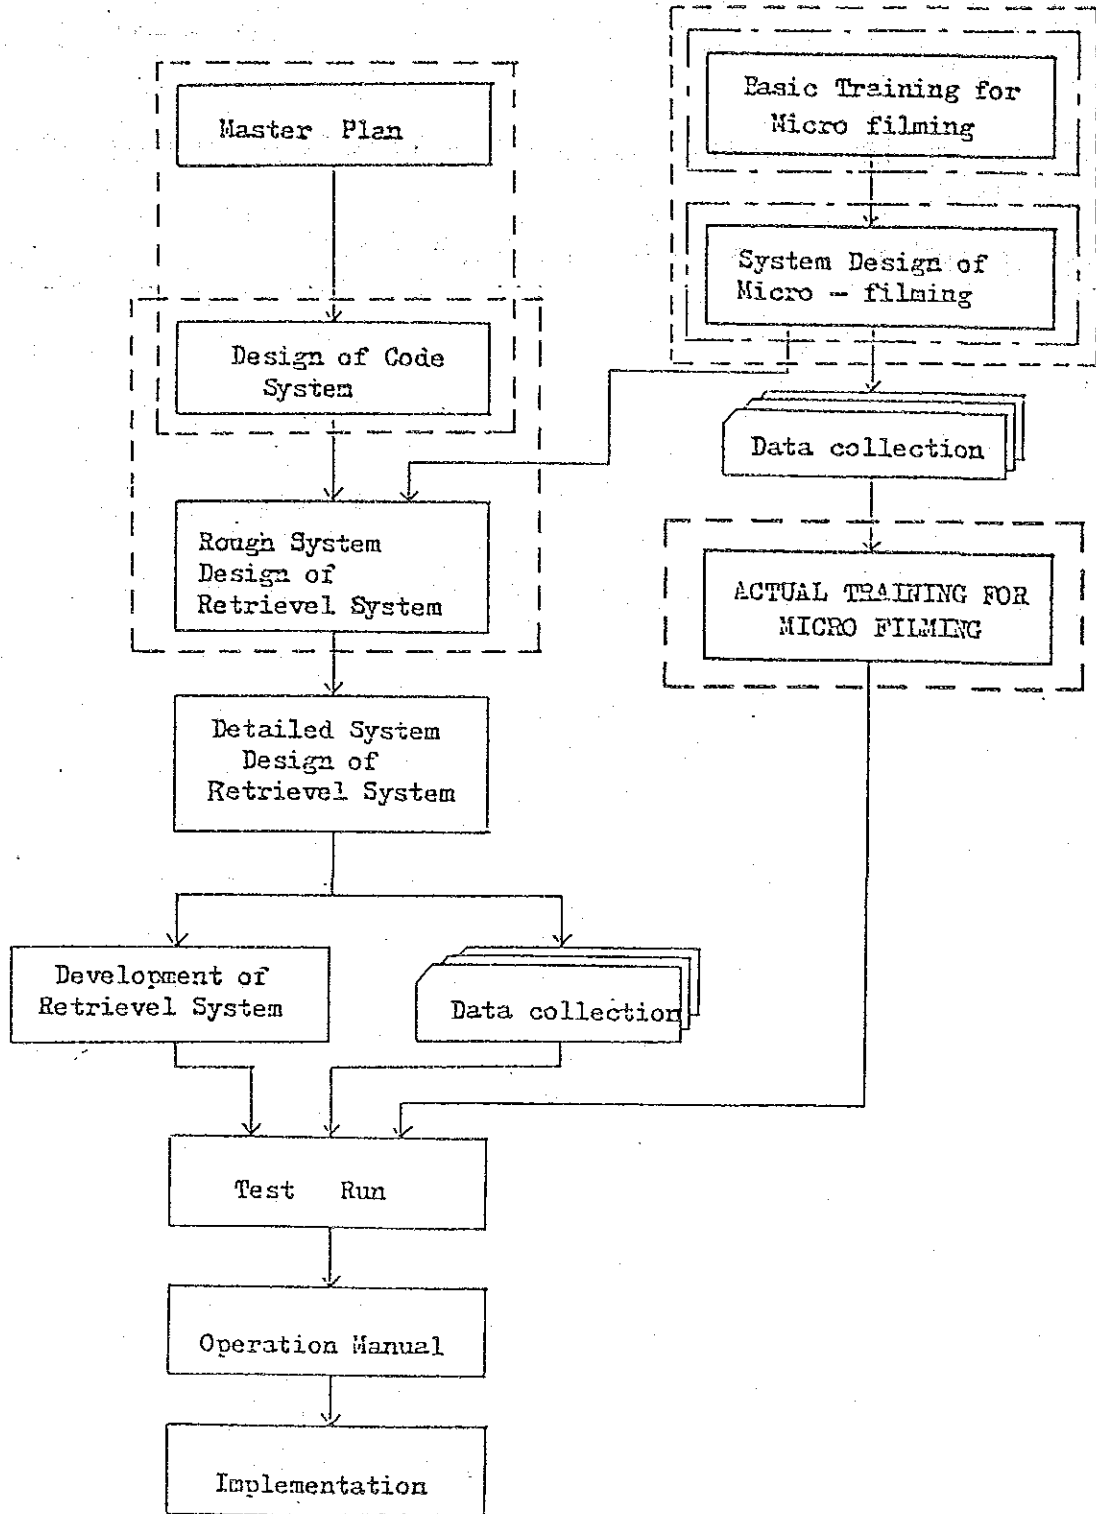 Master Plan
Design of Code
System
Rough System
Design of
Retrievel System
Detailed System
Design of
Retrievel System
Development of
Retrievel System
Data collection
Basic Training for
Micro filming
System Design of
Micro - filming
Data collection
ACTUAL TRAINING FOR
MICRO FILMING
Test Run
Operation Manual
Implementation